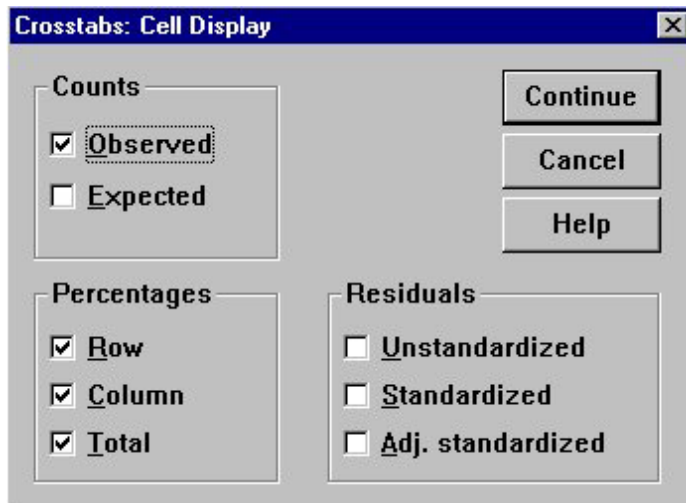 Crosstabs: Cell Display
Counts
Observed
Expected
Continue
Cancel
Help
Percentages
Row
Column
Total
Residuals
Unstandardized
Standardized
Adj. standardized